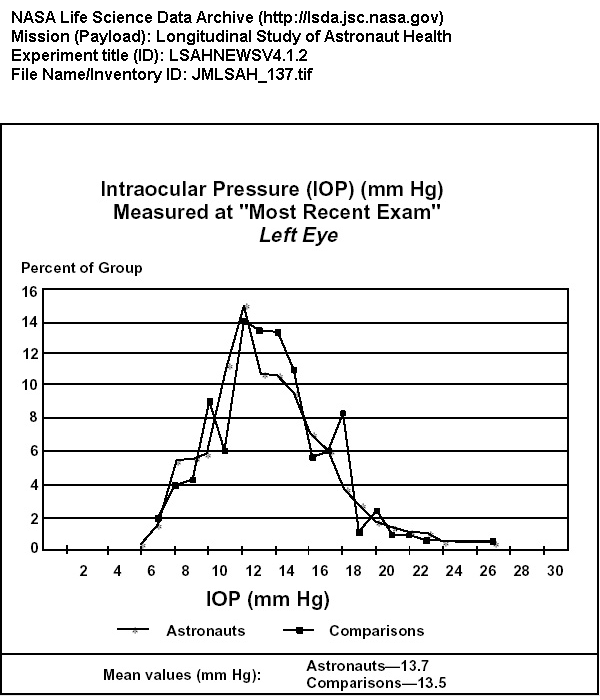 NASA Life Science Data Archive (http://lsda.jsc.nasa.gov)
Mission (Payload): Longitudinal Study of Astronaut Health
Experiment title (ID): LSAHNEWSV4.1.2
File Name/Inventory ID: JMLSAH_137.tif
Intraocular Pressure (IOP) (mm Hg)
Measured at "Most Recent Exam"
Left Eye
Percent of Group
16
14
12
10
8
6
4
2
0
2 4 6 8 10 12 14 16 18 20 22 24 26 28 30
IOP (mm Hg)
Astronauts Comparisons
Mean values (mm Hg): Astronauts—13.7
Comparisons—13.5